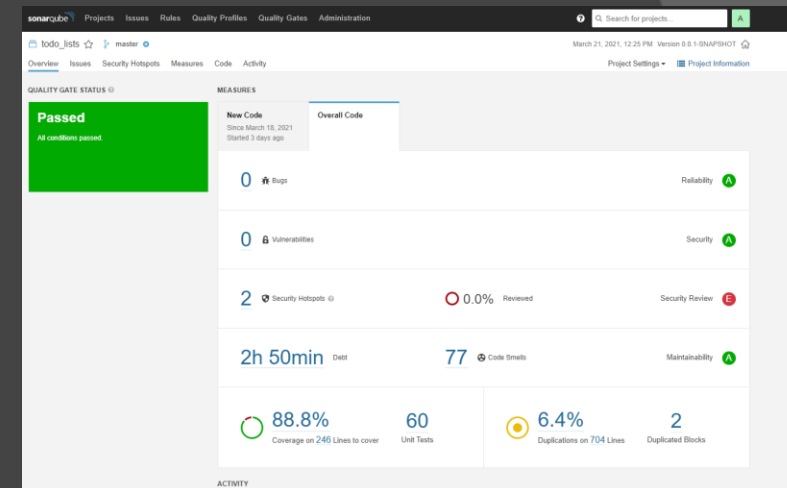 sonarqube Projects Issues Rules Quality Profiles Quality Gates Administration Search for projects... A
todo_lists master March 21, 2021, 12:25 PM Version 0.0.1-SNAPSHOT
Overview Issues Security Hotspots Measures Code Activity Project Settings Project Information
QUALITY GATE STATUS
Passed
All conditions passed.
MEASURES
New Code
Since March 18, 2021
Started 3 days ago
Overall Code
0 Bugs Reliability A
0 Vulnerabilities Security A
2 Security Hotspots 0.0% Reviewed Security Review E
2h 50min Debt 77 Code Smells Maintainability A
88.8%
Coverage on 246 Lines to cover
60
Unit Tests
6.4%
Duplications on 704 Lines
2
Duplicated Blocks
ACTIVITY